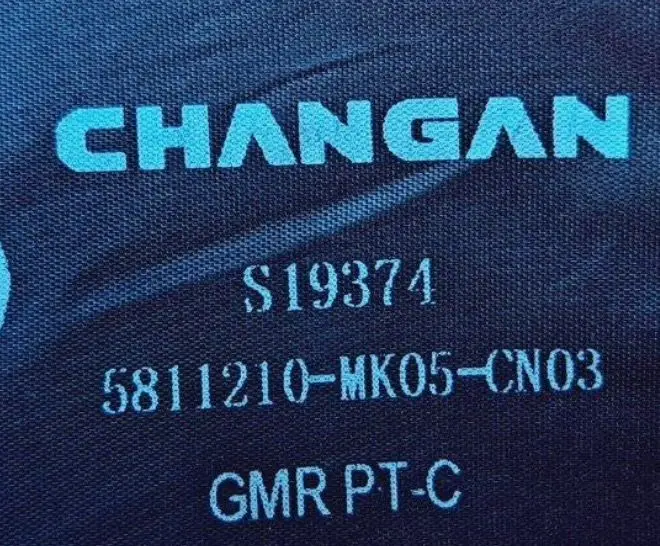 CHANGAN
S19374
5811210-MK05-CN03
GMR PT-C